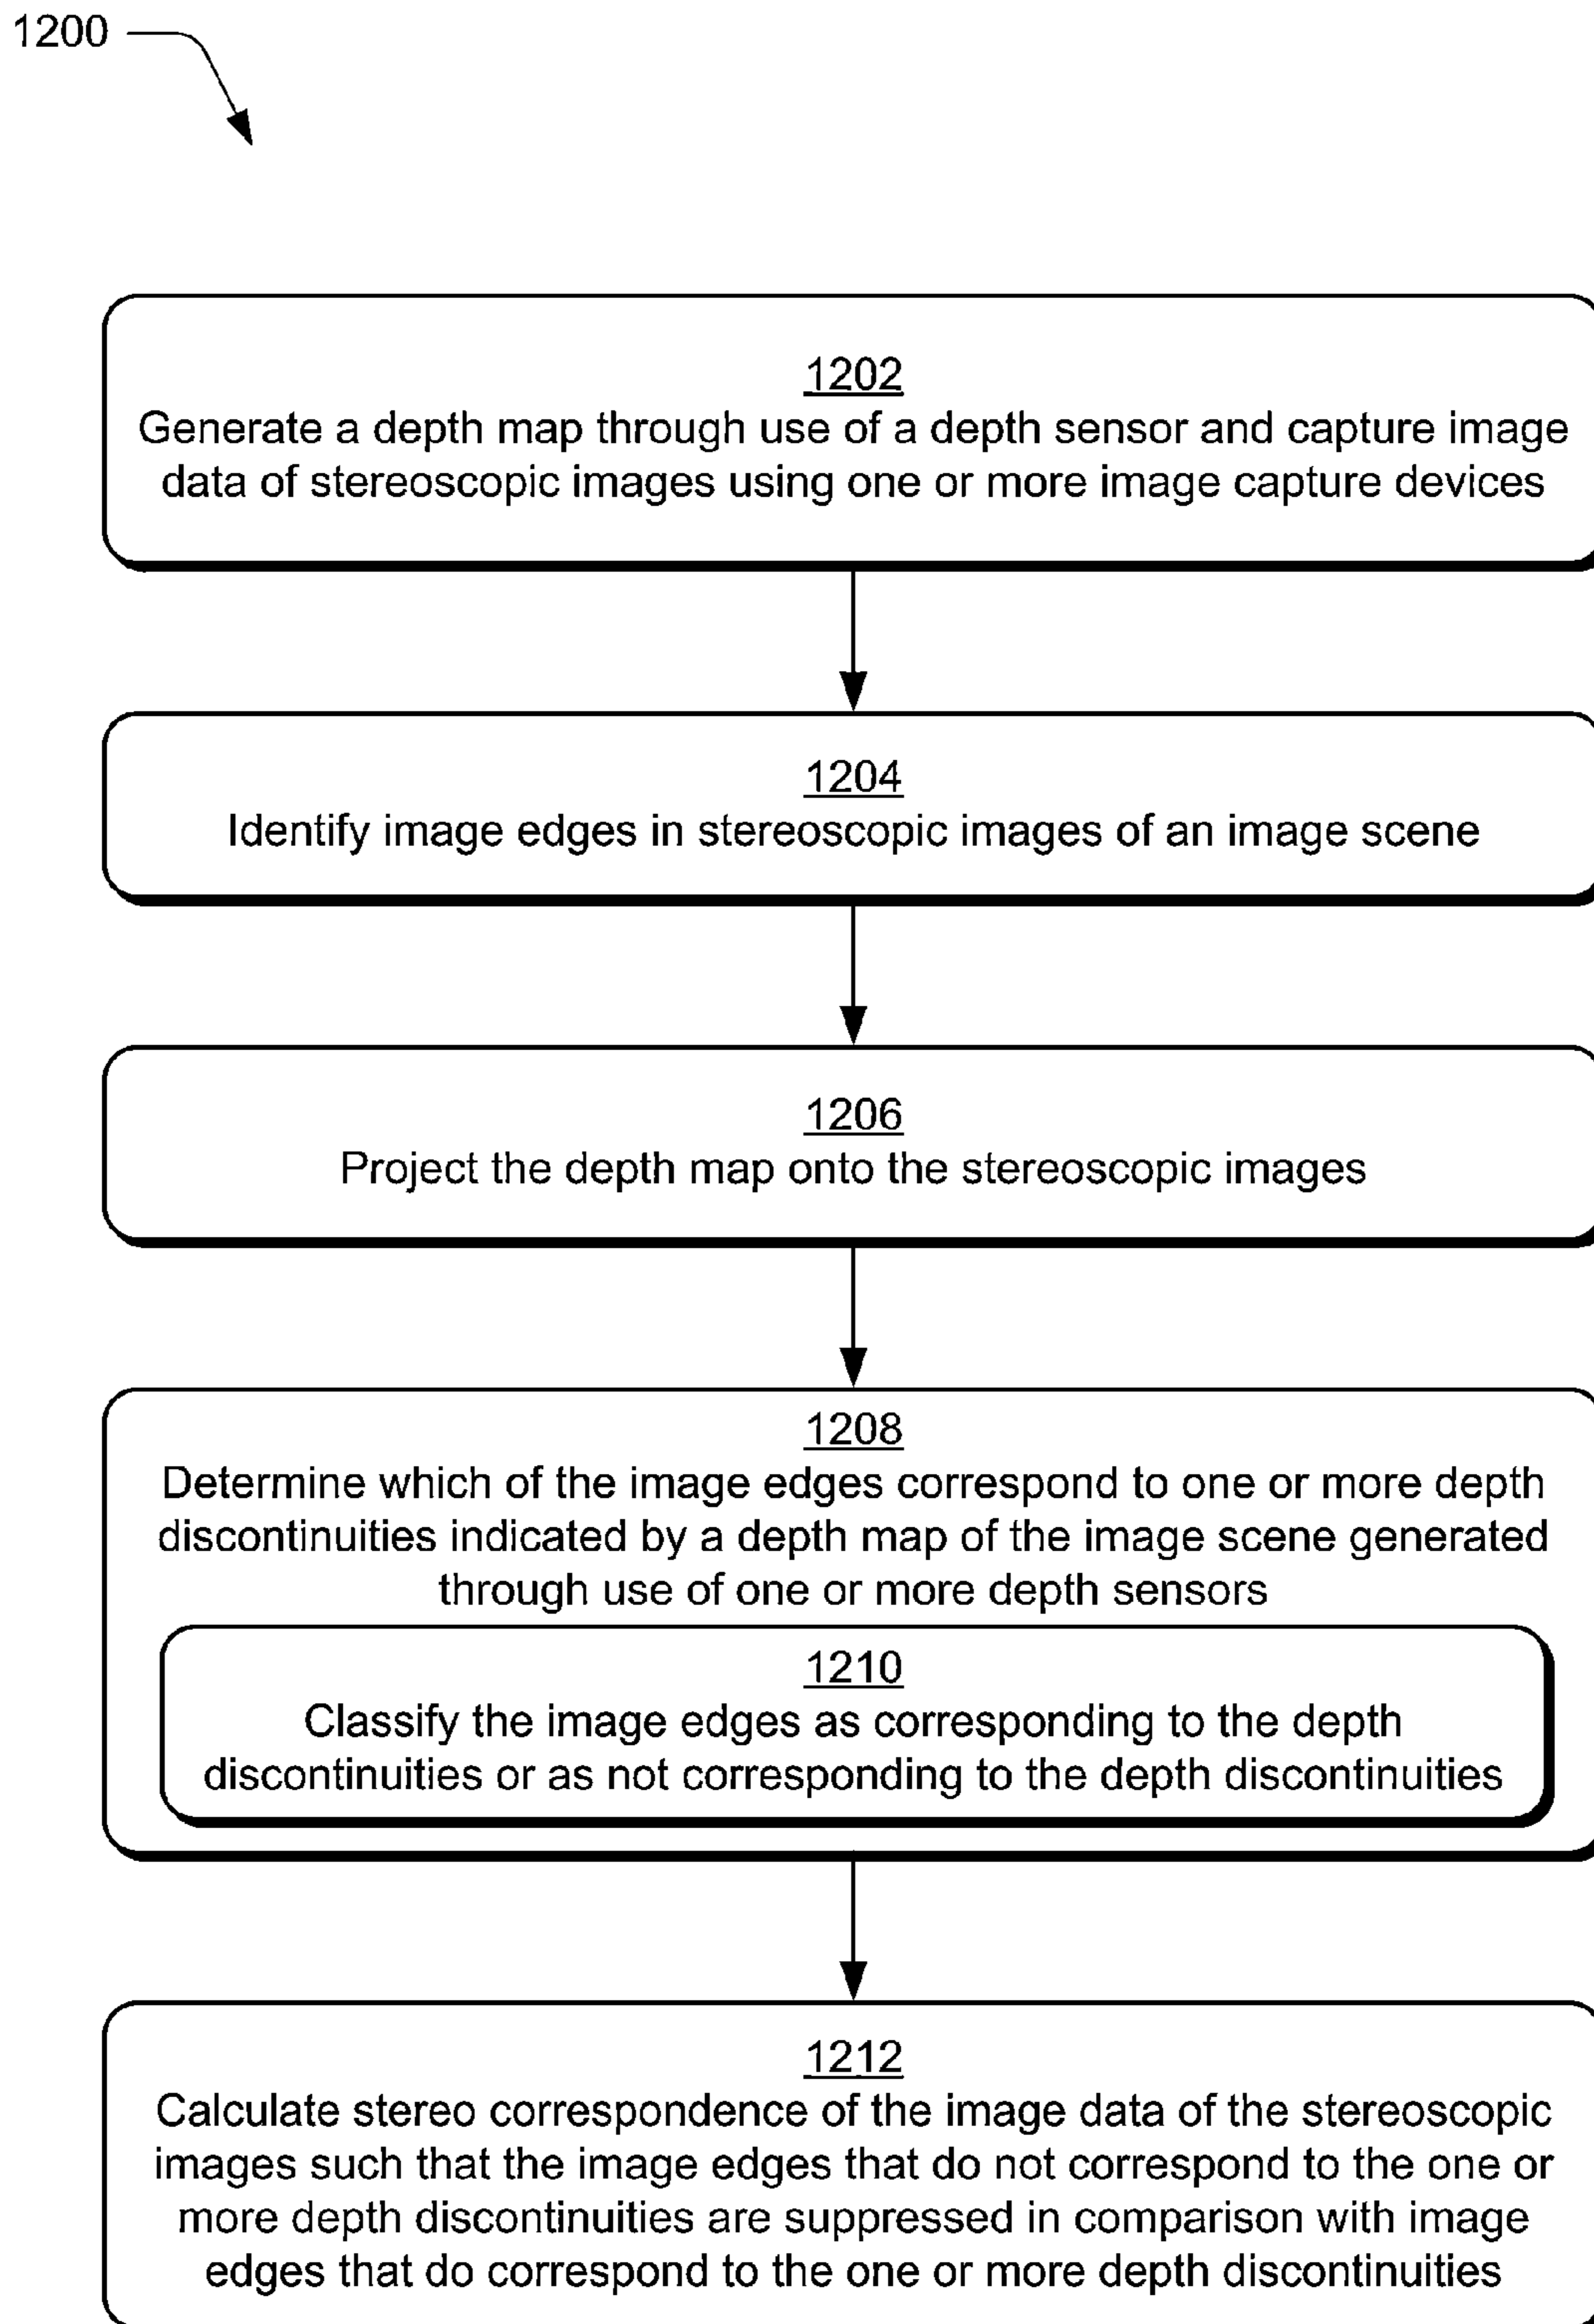 1200
1202
Generate a depth map through use of a depth sensor and capture image
data of stereoscopic images using one or more image capture devices
1204
Identify image edges in stereoscopic images of an image scene
1206
Project the depth map onto the stereoscopic images
1208
Determine which of the image edges correspond to one or more depth
discontinuities indicated by a depth map of the image scene generated
through use of one or more depth sensors
1210
Classify the image edges as corresponding to the depth
discontinuities or as not corresponding to the depth discontinuities
1212
Calculate stereo correspondence of the image data of the stereoscopic
images such that the image edges that do not correspond to the one or
more depth discontinuities are suppressed in comparison with image
edges that do correspond to the one or more depth discontinuities